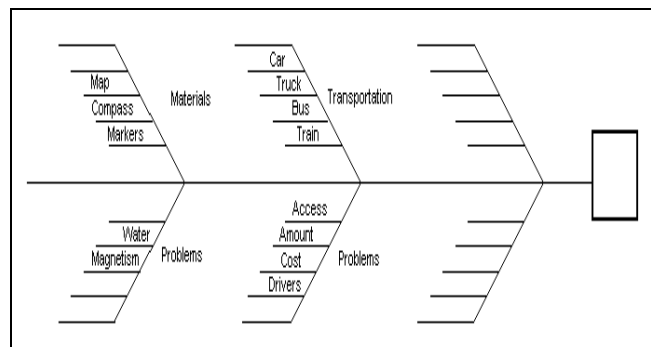 Car
Map
Truck
Materials
Transportation
Compass
Bus
Markers
Train
Access
Water
Amount
Magnetism
Problems
Cost
Problems
Drivers